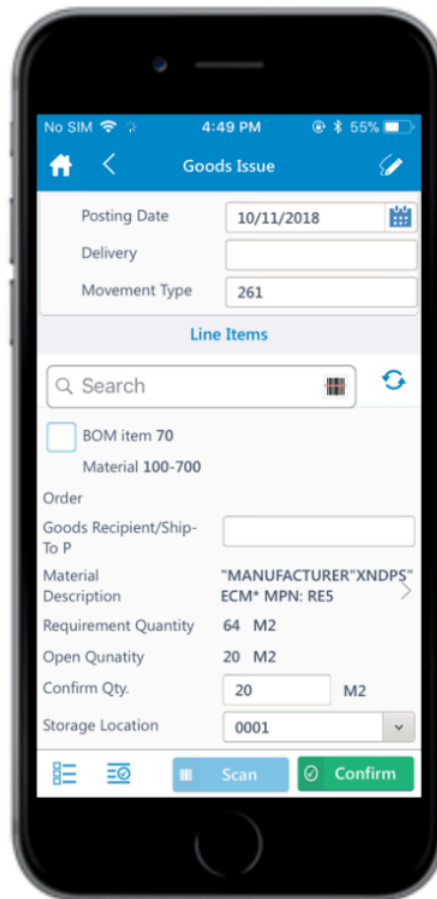 No SIM 4:49 PM 55%
Goods Issue
Posting Date 10/11/2018
Delivery
Movement Type 261
Line Items
Search
BOM item 70
Material 100-700
Order
Goods Recipient/Ship-
To P
Material "MANUFACTURER"XNDPS"
Description ECM* MPN: RE5
Requirement Quantity 64 M2
Open Qunatity 20 M2
Confirm Qty. 20 M2
Storage Location 0001
Scan Confirm